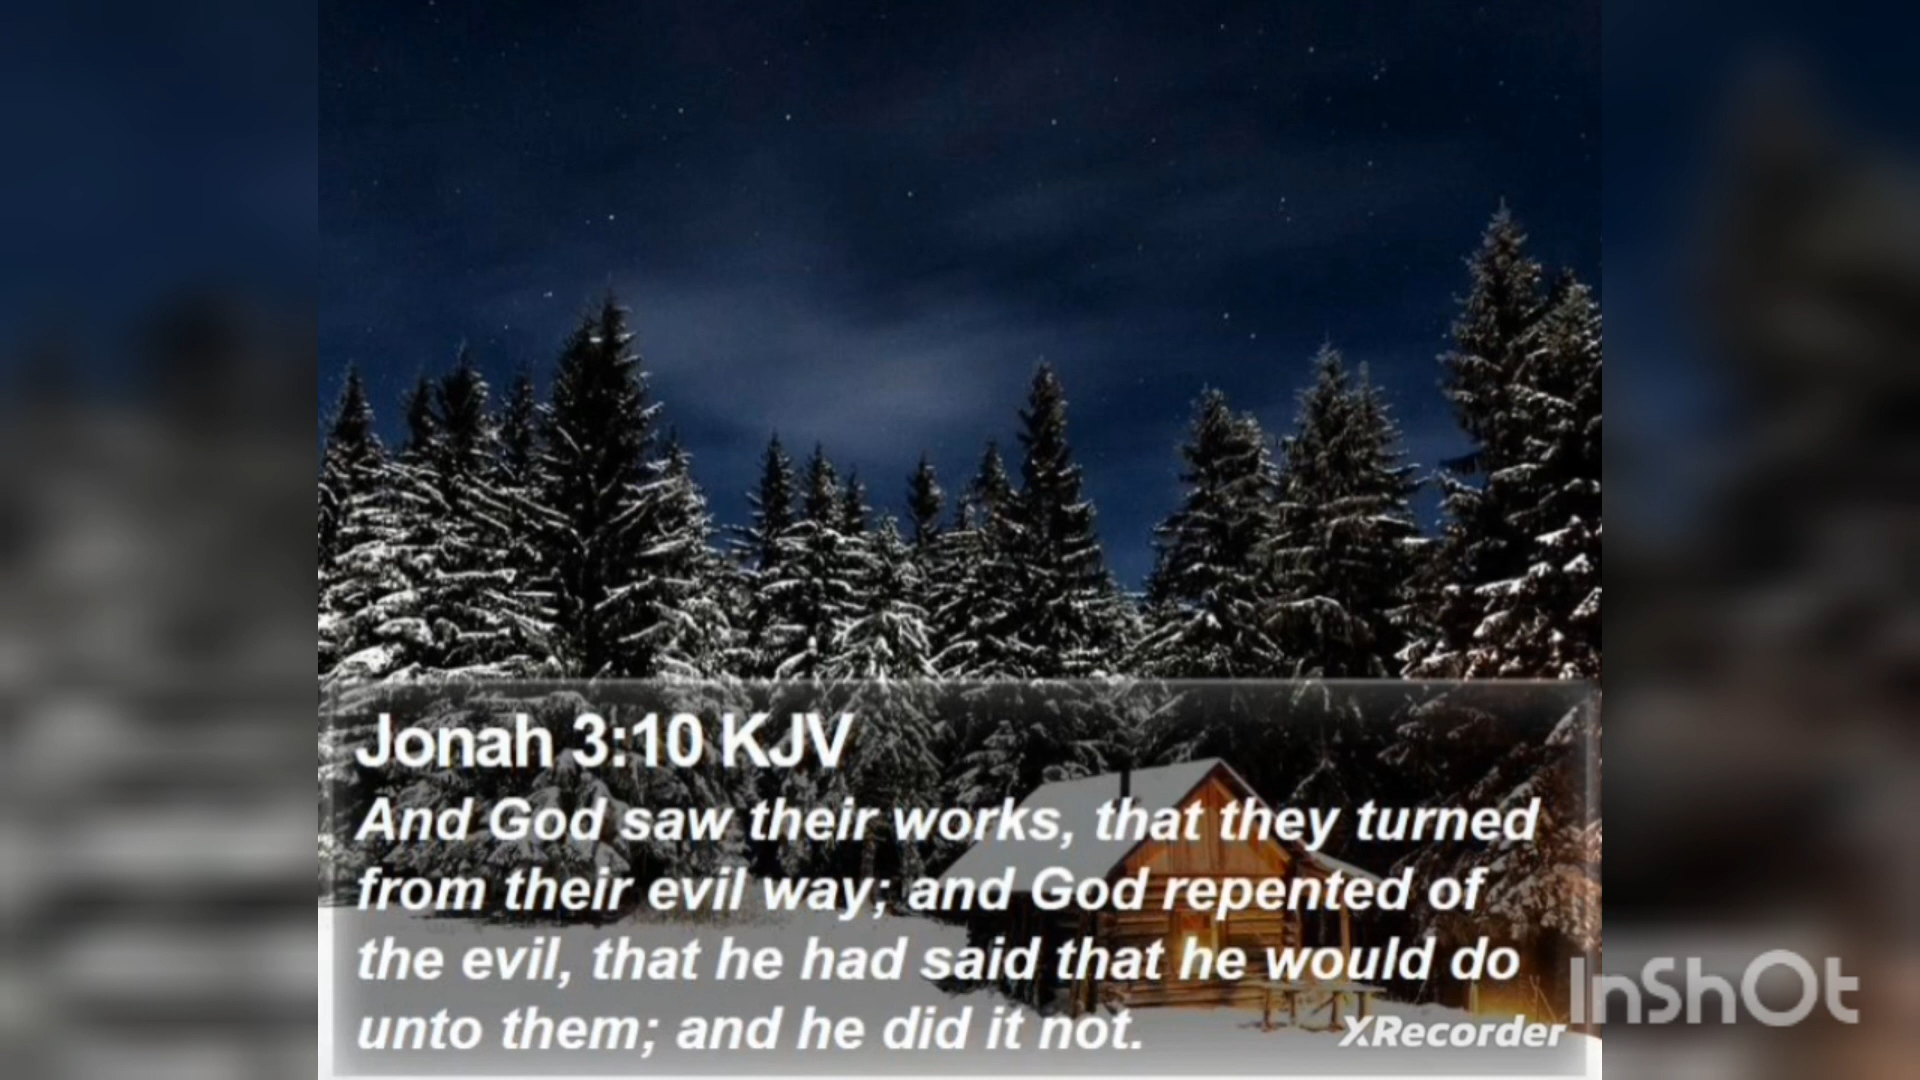 Jonah 3:10 KJV
And God saw their works, that they turned
from their evil way; and God repented of
the evil, that he had said that he would do
unto them; and he did it not.
XRecorder
InShOt